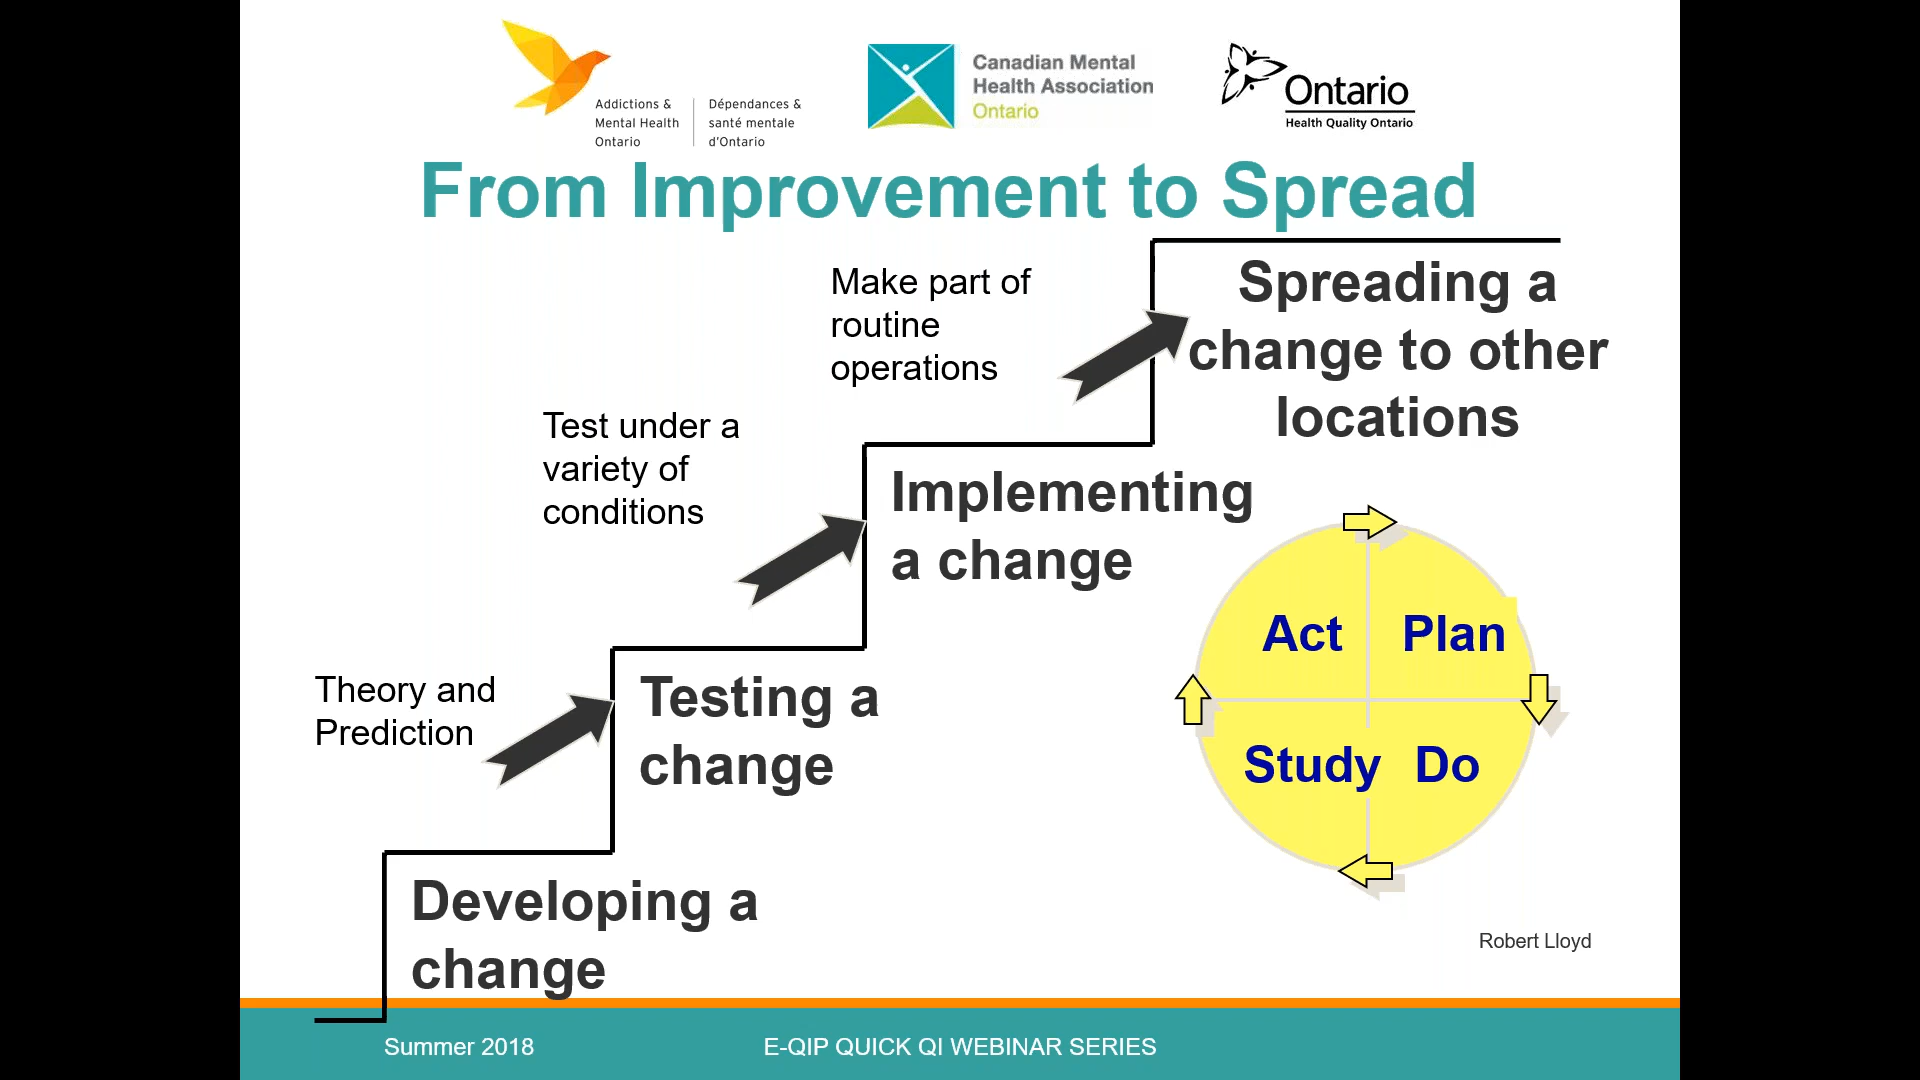 Addictions &
Mental Health
Ontario
Dépendances &
santé mentale
d'Ontario
Canadian Mental
Health Association
Ontario
Ontario
Health Quality Ontario
From Improvement to Spread
Make part of
routine
operations
Spreading a
change to other
locations
Test under a
variety of
conditions
Implementing
a change
Theory and
Prediction
Testing a
change
Developing a
change
Act
Plan
Study
Do
Robert Lloyd
Summer 2018
E-QIP QUICK QI WEBINAR SERIES